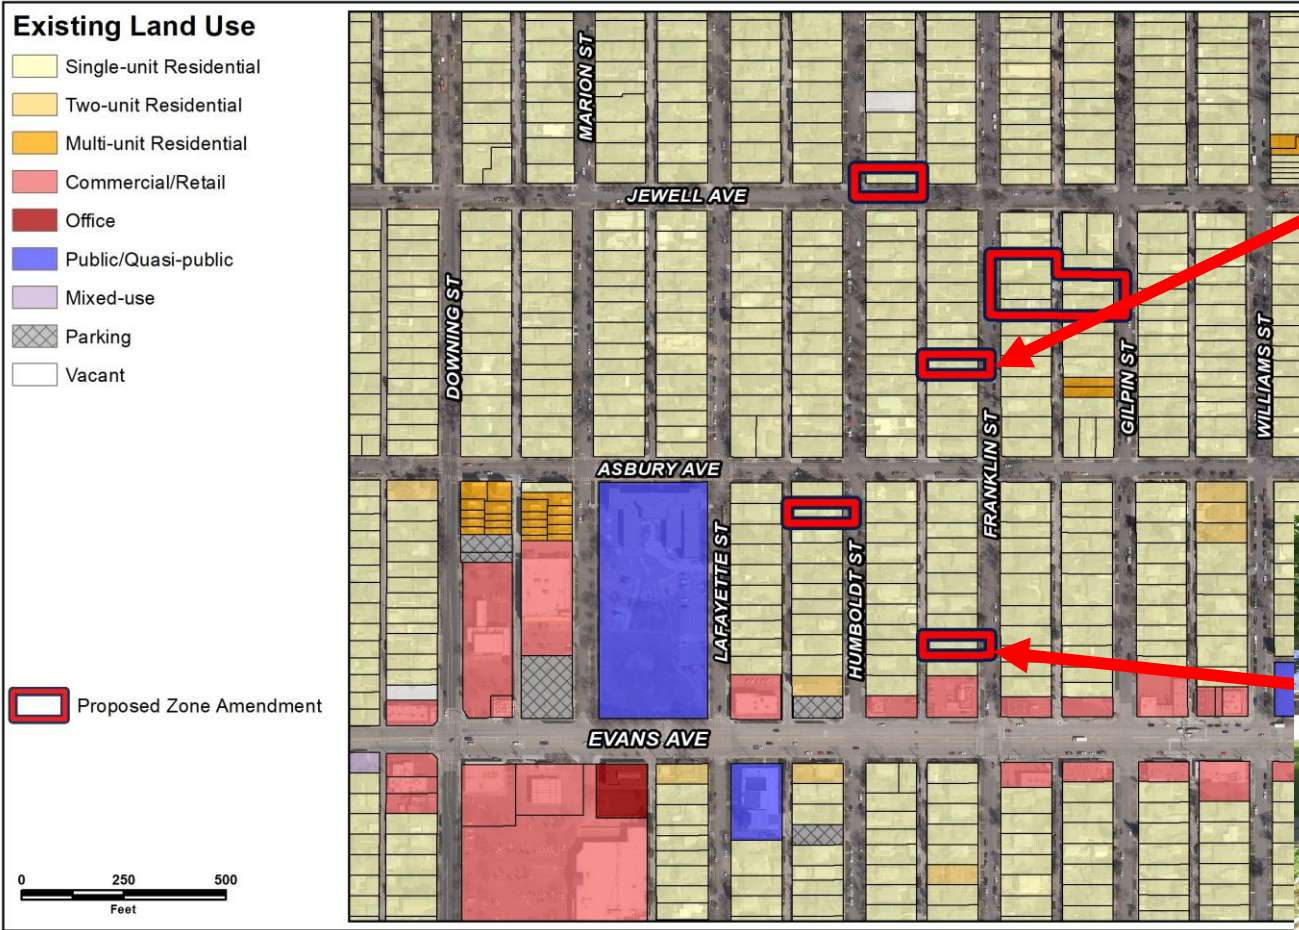 Existing Land Use
Single-unit Residential
Two-unit Residential
Multi-unit Residential
Commercial/Retail
Office
Public/Quasi-public
Mixed-use
Parking
Vacant
Proposed Zone Amendment
0 250 500
Feet
MARION ST
JEWELL AVE
DOWNING ST
GILPIN ST
WILLIAMS ST
FRANKLIN ST
ASBURY AVE
LAFAYETTE ST
HUMBOLDT ST
EVANS AVE